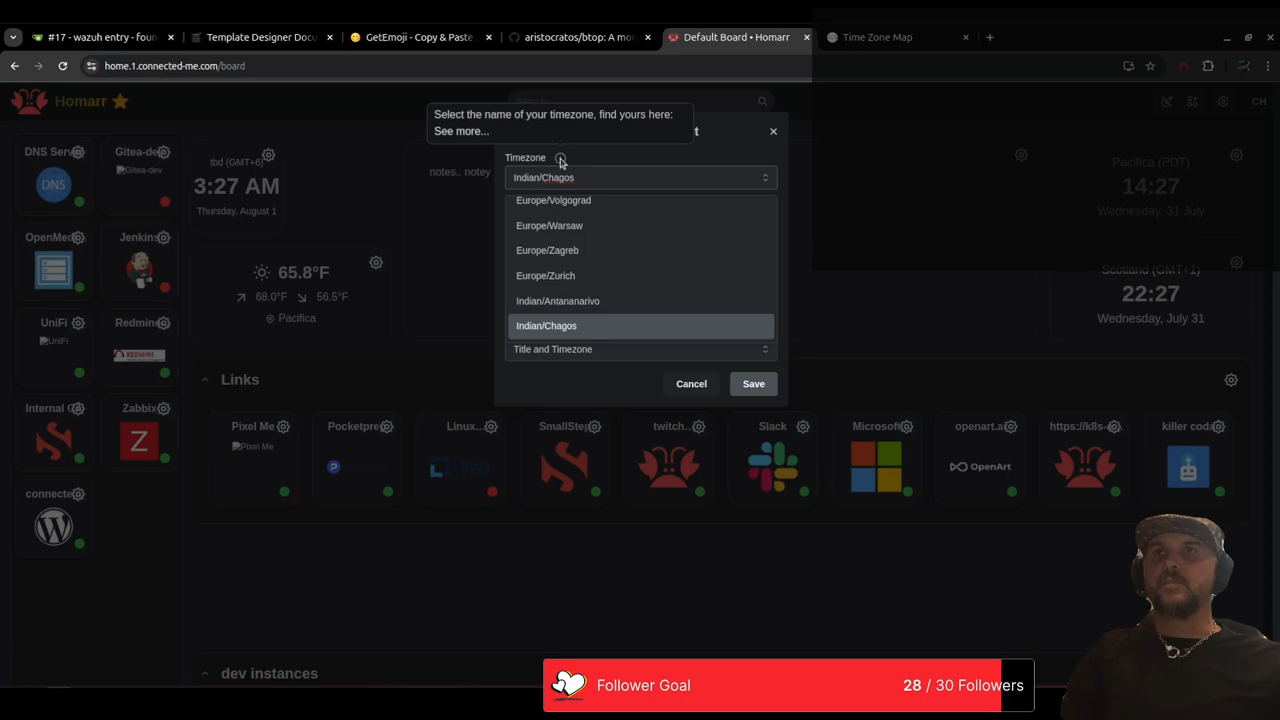 #17 - wazuh entry - foun
Template Designer Docu
GetEmoji - Copy & Paste
aristocratos/btop: A mon
Default Board • Homarr
Time Zone Map
home.1.connected-me.com/board
Homarr ⭐
CH
Select the name of your timezone, find yours here:
See more...
Timezone
Indian/Chagos
Europe/Volgograd
Europe/Warsaw
Europe/Zagreb
Europe/Zurich
Indian/Antananarivo
Indian/Chagos
Title and Timezone
Cancel
Save
DNS Serv
DNS
Gitea-de
Gitea-de
OpenMed
Jenkins
UniFi
UniFi
Redmine
REDMINE
Internal G
Zabbix
Z
connecte
tbd (GMT+6)
3:27 AM
Thursday, August 1
65.8°F
68.0°F
56.5°F
Pacifica
notes.. notey
Pacifica (PDT)
14:27
Wednesday, 31 July
Scotland (GMT+1)
22:27
Wednesday, July 31
Links
Pixel Me
Pixel Me
Pocketpre
Linux...
SmallStep
twitch...
Slack
Microsoft
openart.ai
OpenArt
https://k8s-
killer coda
dev instances
Follower Goal
28 / 30 Followers